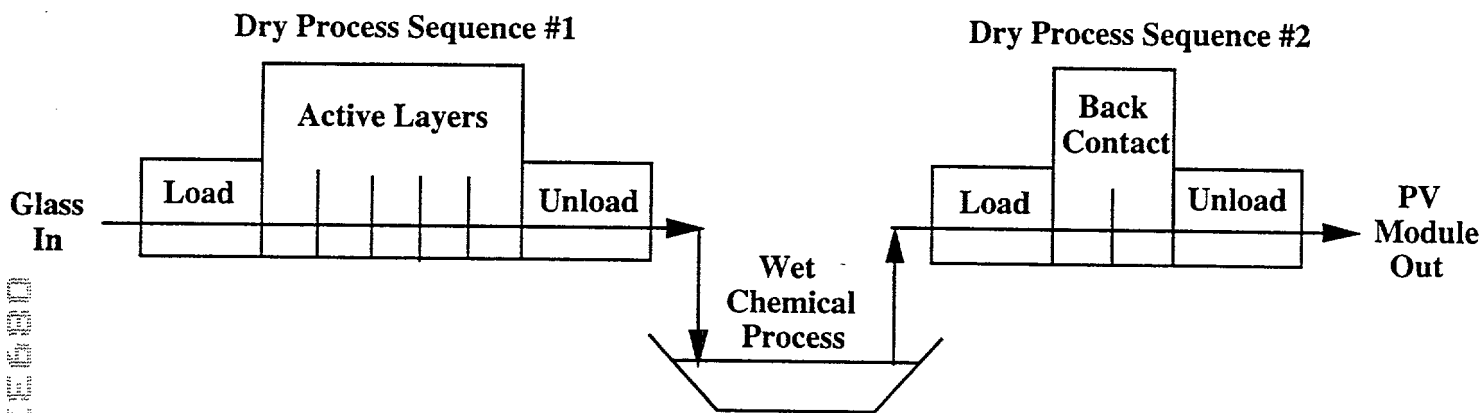 Dry Process Sequence #1
Active Layers
Load
Unload
Glass
In
Wet
Chemical
Process
Dry Process Sequence #2
Back
Contact
Load
Unload
PV
Module
Out